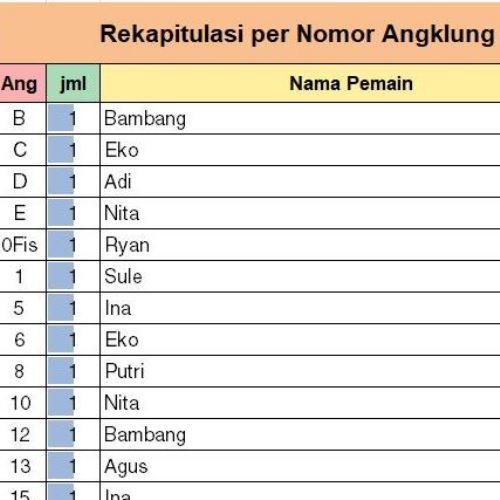 Rekapitulasi per Nomor Angklung
Ang jml Nama Pemain
B 1 Bambang
C 1 Eko
D 1 Adi
E 1 Nita
0Fis 1 Ryan
1 1 Sule
5 1 Ina
6 1 Eko
8 1 Putri
10 1 Nita
12 1 Bambang
13 1 Agus
15 1 Ina